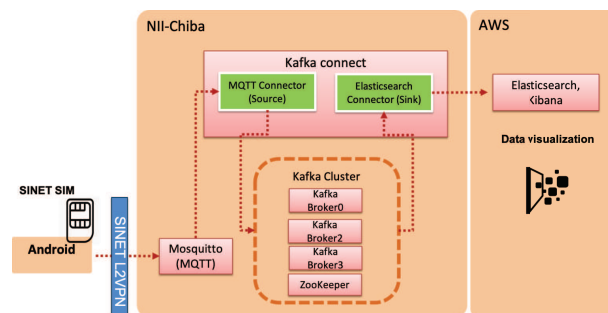 NII-Chiba
AWS
Kafka connect
MQTT Connector
(Source)
Elasticsearch
Connector (Sink)
Elasticsearch,
Kibana
Data visualization
Kafka Cluster
Kafka
Broker0
Kafka
Broker2
Kafka
Broker3
ZooKeeper
SINET SIM
Android
SINET L2VPN
Mosquitto
(MQTT)